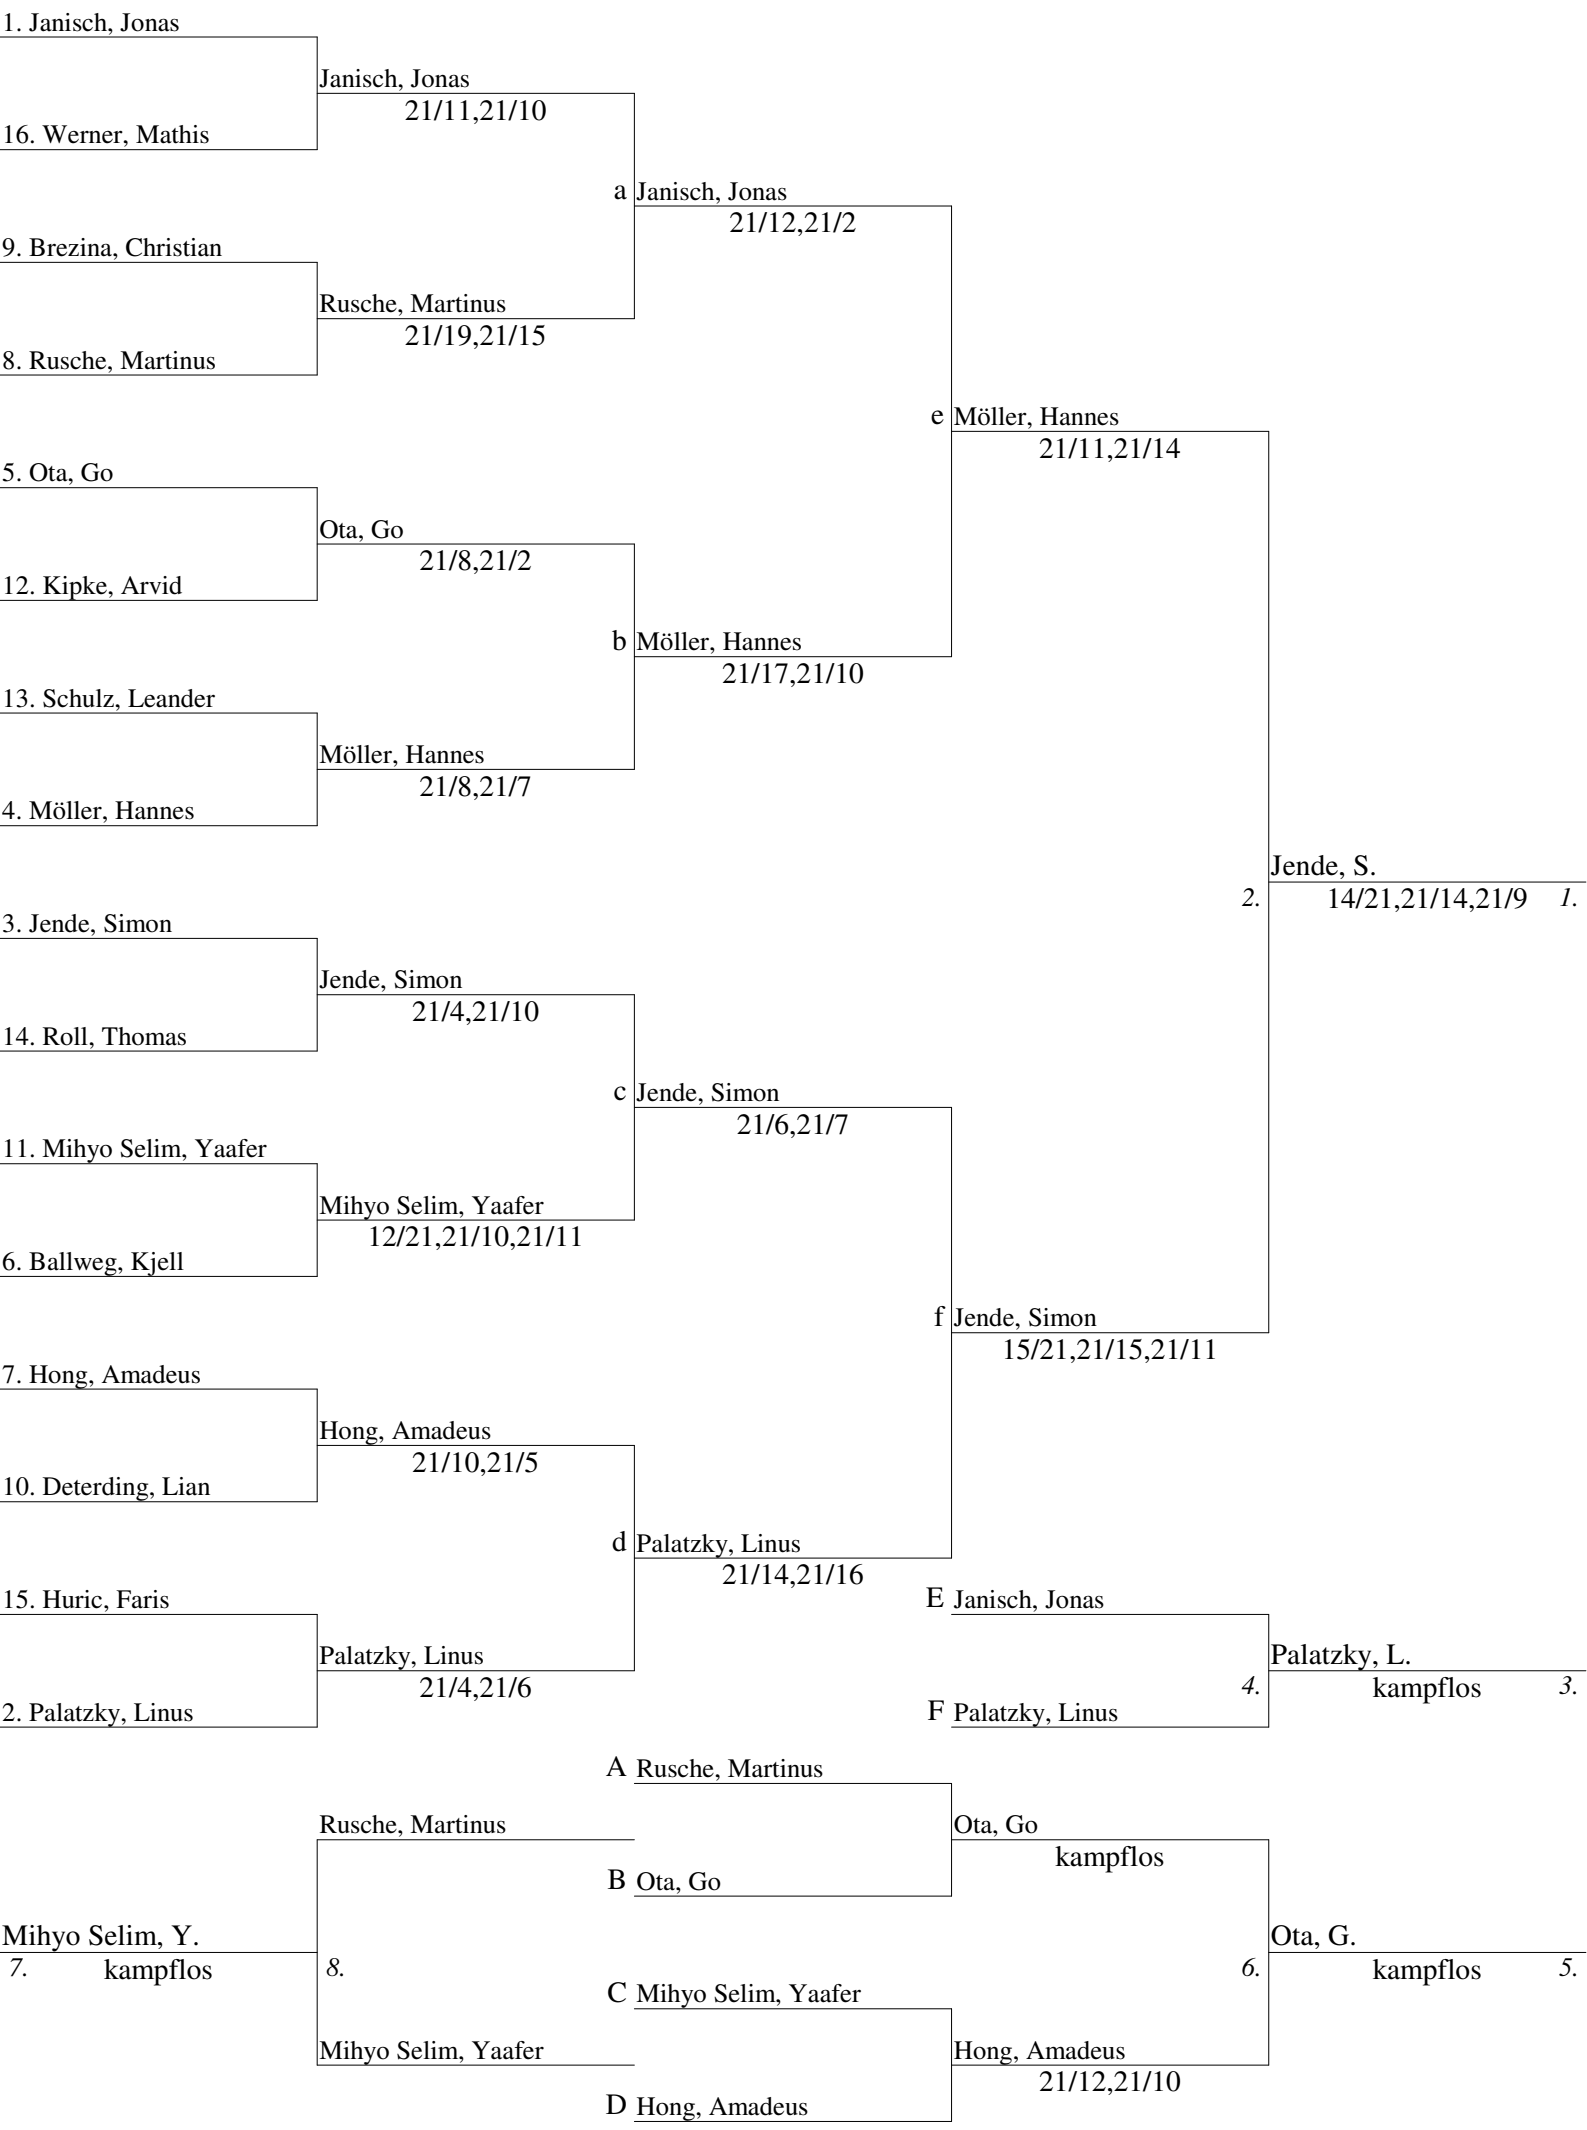 1. Janisch, Jonas
Janisch, Jonas
21/11,21/10
16. Werner, Mathis
a Janisch, Jonas
21/12,21/2
9. Brezina, Christian
Rusche, Martinus
21/19,21/15
8. Rusche, Martinus
e Möller, Hannes
21/11,21/14
5. Ota, Go
Ota, Go
21/8,21/2
12. Kipke, Arvid
b Möller, Hannes
21/17,21/10
13. Schulz, Leander
Möller, Hannes
21/8,21/7
4. Möller, Hannes
Jende, S.
2. 14/21,21/14,21/9 1.
3. Jende, Simon
Jende, Simon
21/4,21/10
14. Roll, Thomas
c Jende, Simon
21/6,21/7
11. Mihyo Selim, Yaafer
Mihyo Selim, Yaafer
12/21,21/10,21/11
6. Ballweg, Kjell
f Jende, Simon
15/21,21/15,21/11
7. Hong, Amadeus
Hong, Amadeus
21/10,21/5
10. Deterding, Lian
d Palatzky, Linus
21/14,21/16
15. Huric, Faris
E Janisch, Jonas
Palatzky, Linus
21/4,21/6
Palatzky, L.
4. kampflos 3.
2. Palatzky, Linus
F Palatzky, Linus
A Rusche, Martinus
Rusche, Martinus
Ota, Go
kampflos
B Ota, Go
Mihyo Selim, Y.
7. kampflos 8.
Ota, G.
6. kampflos 5.
C Mihyo Selim, Yaafer
Mihyo Selim, Yaafer
Hong, Amadeus
21/12,21/10
D Hong, Amadeus